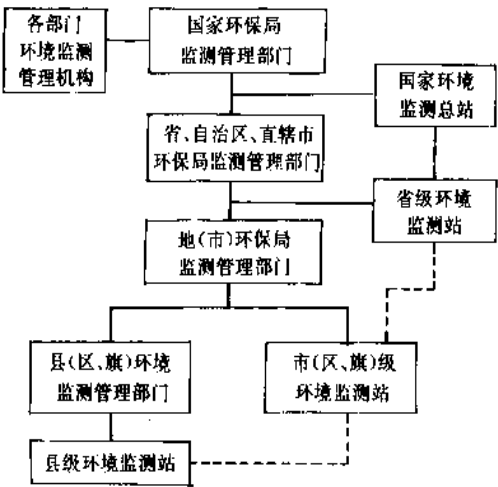 各部门
环境监测
管理机构
国家环保局
监测管理部门
国家环境
监测总站
省、自治区、直辖市
环保局监测管理部门
省级环境
监测站
地(市)环保局
监测管理部门
县(区、旗)环境
监测管理部门
市(区、旗)级
环境监测站
县级环境监测站